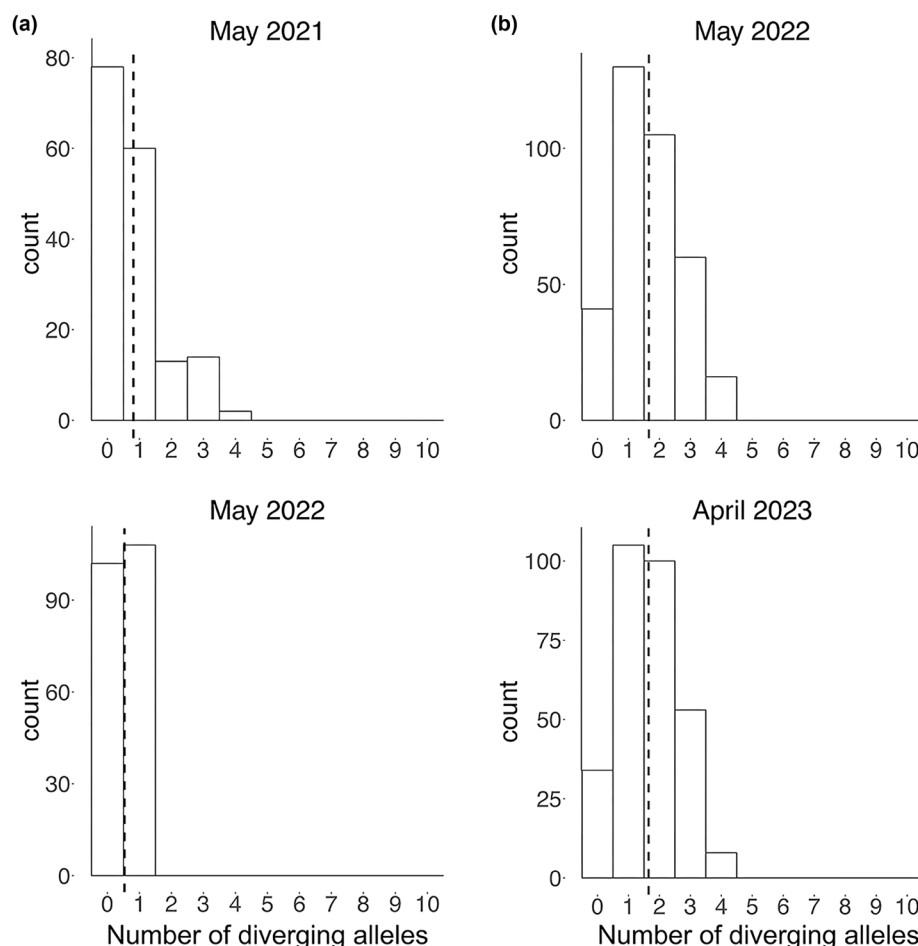 (a)
May 2021
80
60
40
20
0
count
0 1 2 3 4 5 6 7 8 9 10
(b)
May 2022
100
50
0
count
0 1 2 3 4 5 6 7 8 9 10
May 2022
90
60
30
0
count
0 1 2 3 4 5 6 7 8 9 10
Number of diverging alleles
April 2023
100
75
50
25
0
count
0 1 2 3 4 5 6 7 8 9 10
Number of diverging alleles